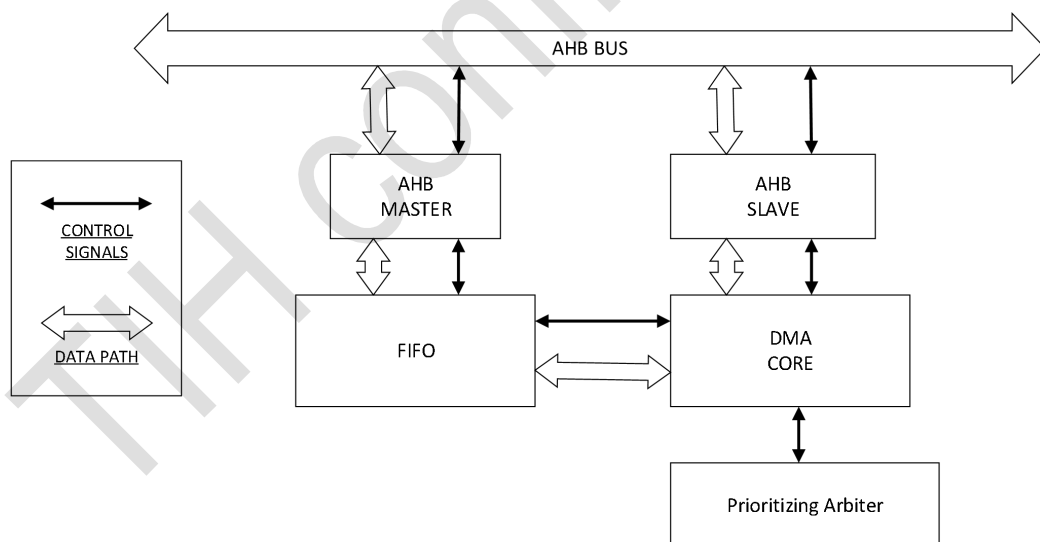 AHB BUS
AHB
MASTER
AHB
SLAVE
CONTROL
SIGNALS
DATA PATH
FIFO
DMA
CORE
Prioritizing Arbiter